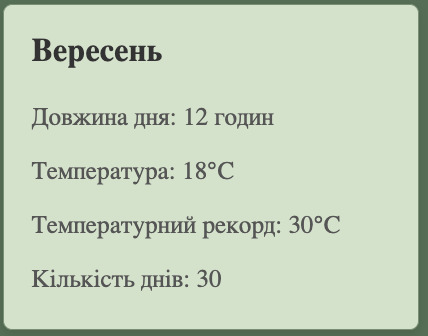 Вересень
Довжина дня: 12 годин
Температура: 18°C
Температурний рекорд: 30°C
Кількість днів: 30